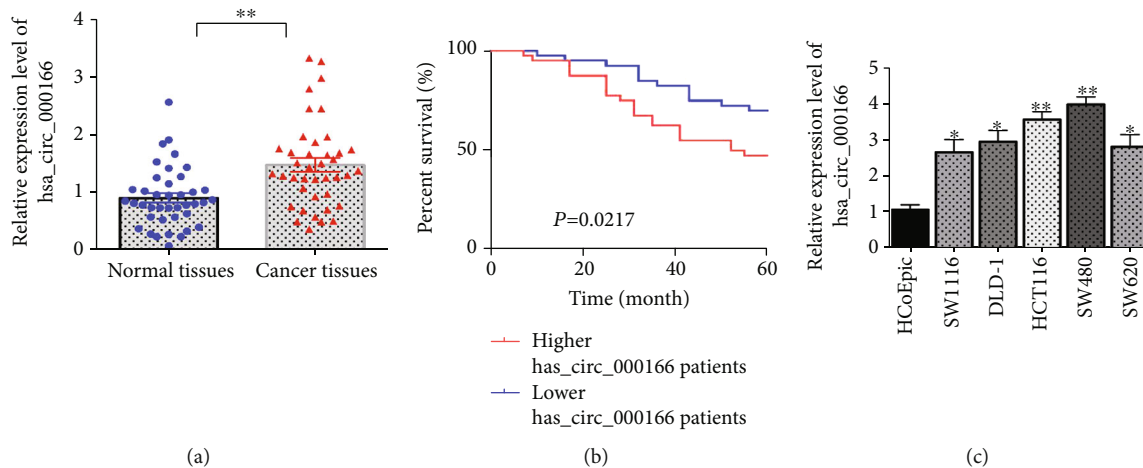 Relative expression level of
hsa_circ_000166
4
3
2
1
0
**
Normal tissues
Cancer tissues
(a)
Percent survival (%)
100
50
0
P=0.0217
0
20
40
60
Time (month)
Higher
has_circ_000166 patients
Lower
has_circ_000166 patients
(b)
Relative expression level of
hsa_circ_000166
5
4
3
2
1
0
*
*
**
**
*
HCoEpic
SW1116
DLD-1
HCT116
SW480
SW620
(c)